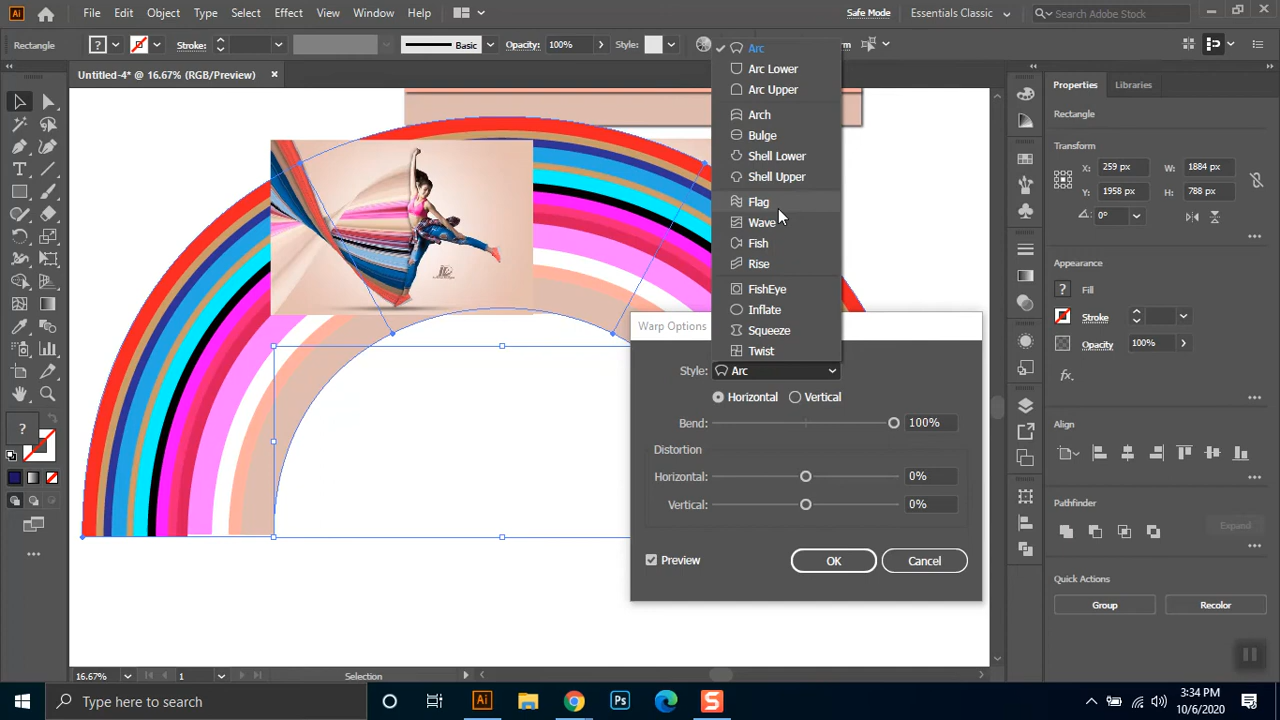 Ai File Edit Object Type Select Effect View Window Help Safe Mode Essentials Classic Search Adobe Stock
Rectangle ? Stroke: Basic Opacity: 100% Style:
Untitled-4* @ 16.67% (RGB/Preview)
Arc
Arc Lower
Arc Upper
Arch
Bulge
Shell Lower
Shell Upper
Flag
Wave
Fish
Rise
FishEye
Inflate
Squeeze
Twist
Warp Options
Style: Arc
Horizontal Vertical
Bend: 100%
Distortion
Horizontal: 0%
Vertical: 0%
Preview OK Cancel
Properties Libraries
Rectangle
Transform
X: 259 px W: 1884 px
Y: 1958 px H: 788 px
0°
Appearance
? Fill
Stroke
Opacity 100%
fx.
Align
Pathfinder
Expand
Quick Actions
Group Recolor
?
T
16.67% 1 Selection
Type here to search Ai Ps S 3:34 PM
10/6/2020